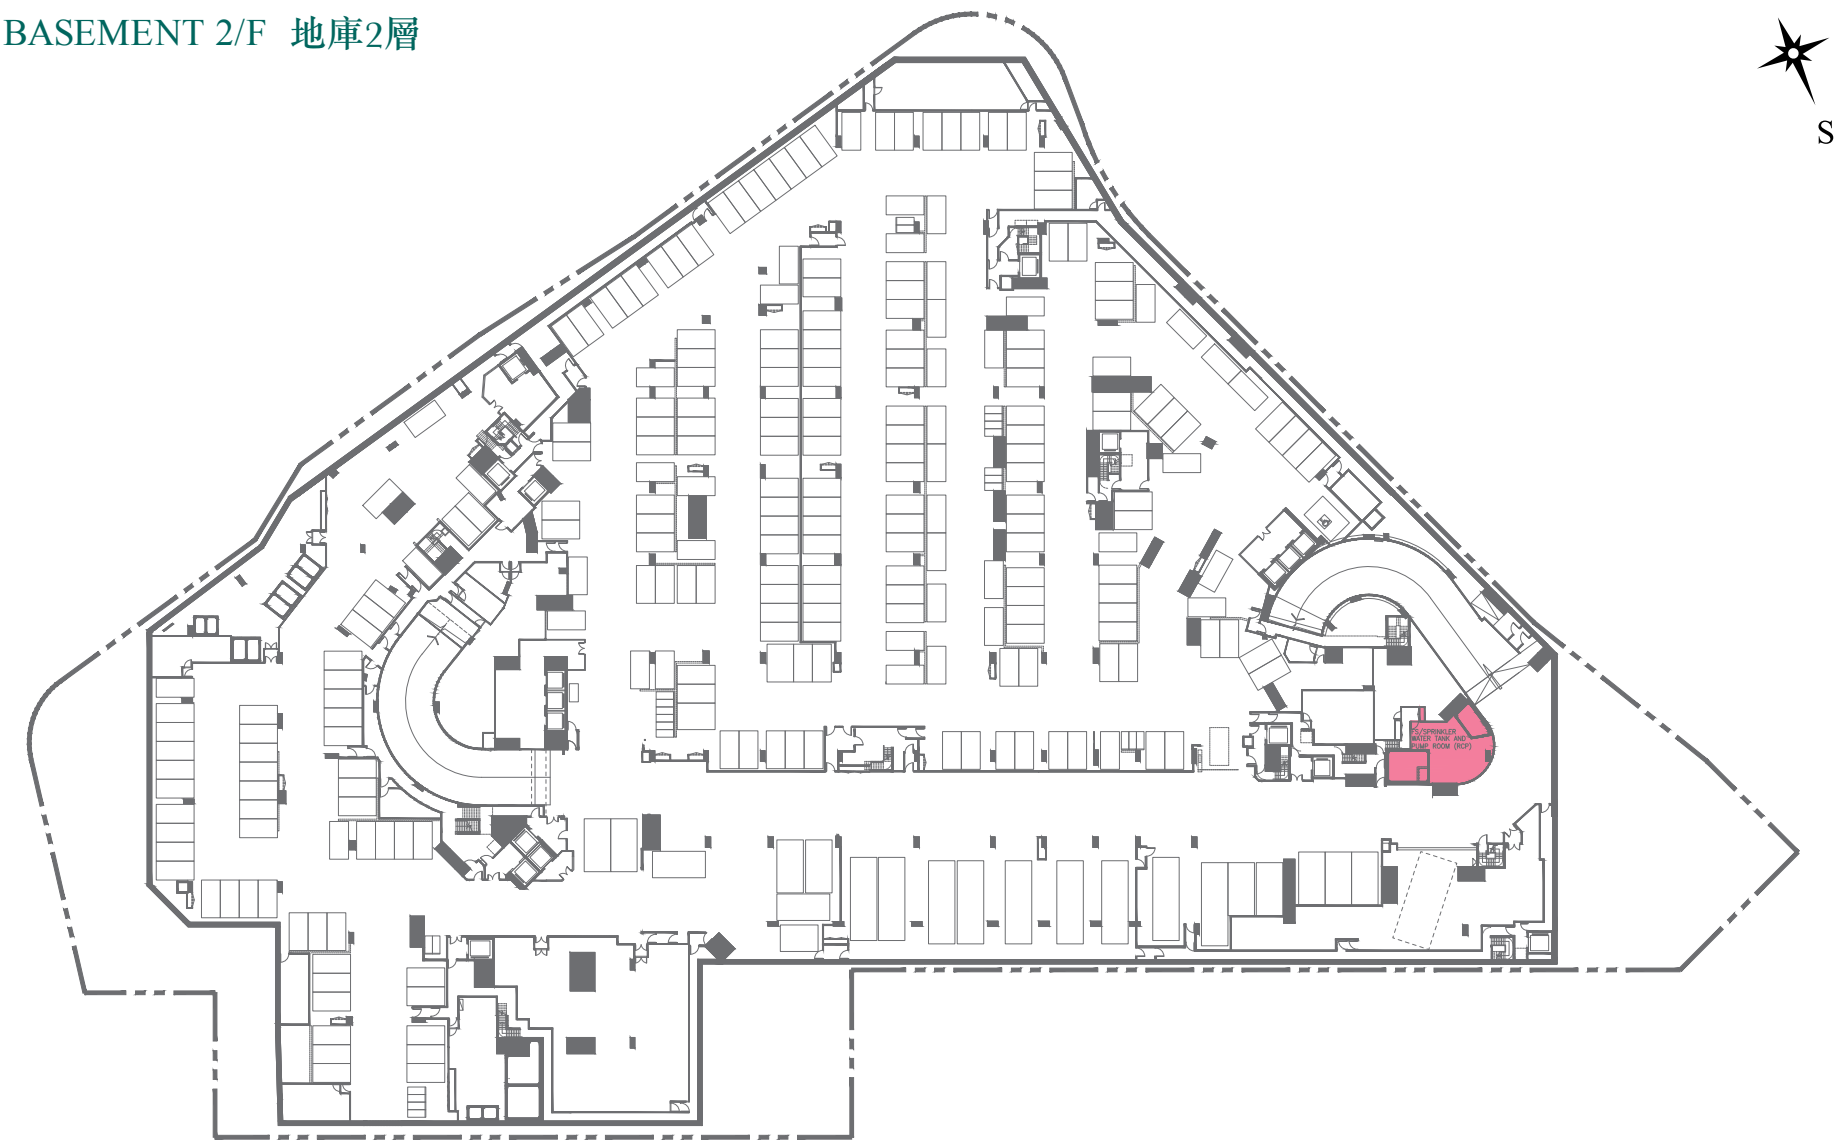 BASEMENT 2/F 地庫2層
S
FS/SPRINKLER
WATER TANK AND
PUMP ROOM (RCP)